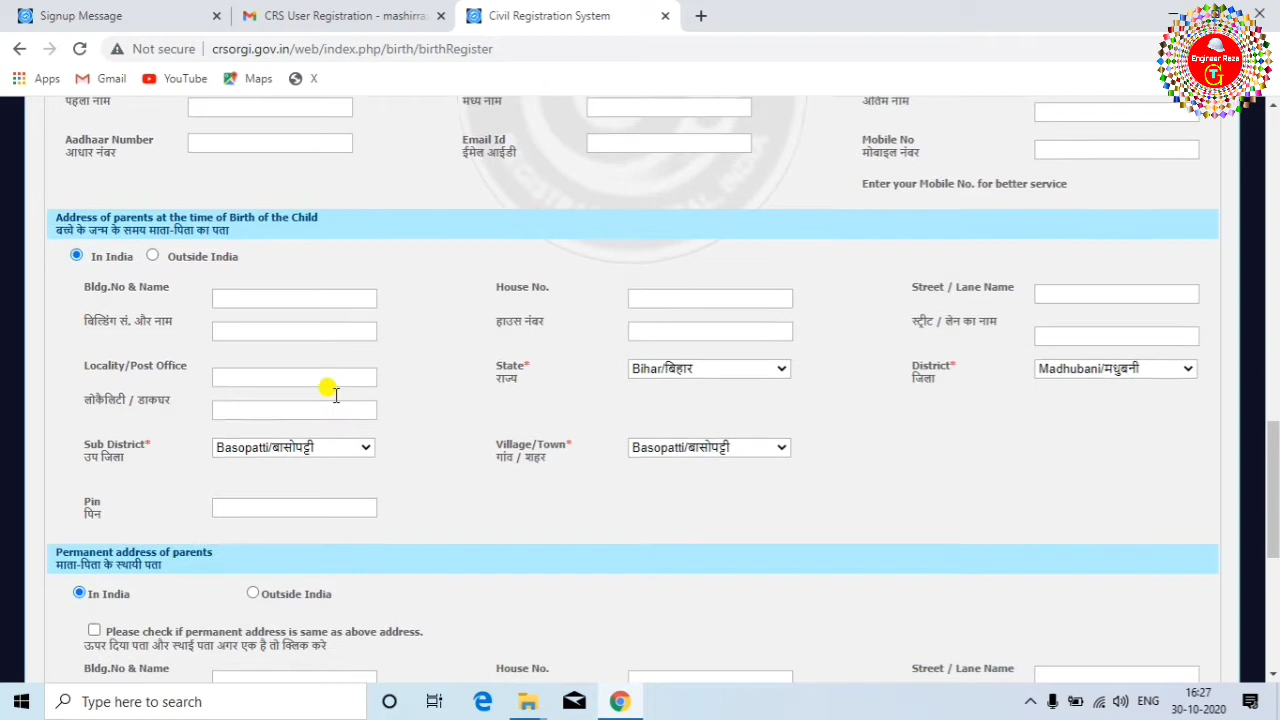 Signup Message
CRS User Registration - mashirra
Civil Registration System
Not secure
crsorgi.gov.in/web/index.php/birth/birthRegister
Apps
Gmail
YouTube
Maps
X
Engineer Raza
पहला नाम
मध्य नाम
अंतिम नाम
Aadhaar Number
आधार नंबर
Email Id
ईमेल आईडी
Mobile No
मोबाइल नंबर
Enter your Mobile No. for better service
Address of parents at the time of Birth of the Child
बच्चे के जन्म के समय माता-पिता का पता
In India
Outside India
Bldg.No & Name
House No.
Street / Lane Name
बिल्डिंग सं. और नाम
हाउस नंबर
स्ट्रीट / लेन का नाम
Locality/Post Office
State*
Bihar/बिहार
District*
Madhubani/मधुबनी
राज्य
जिला
लोकैलिटी / डाकघर
Sub District*
Basopatti/बासोपट्टी
Village/Town*
Basopatti/बासोपट्टी
उप जिला
गांव / शहर
Pin
पिन
Permanent address of parents
माता-पिता के स्थायी पता
In India
Outside India
Please check if permanent address is same as above address.
ऊपर दिया पता और स्थाई पता अगर एक है तो क्लिक करे
Bldg.No & Name
House No.
Street / Lane Name
Type here to search
ENG
16:27
30-10-2020